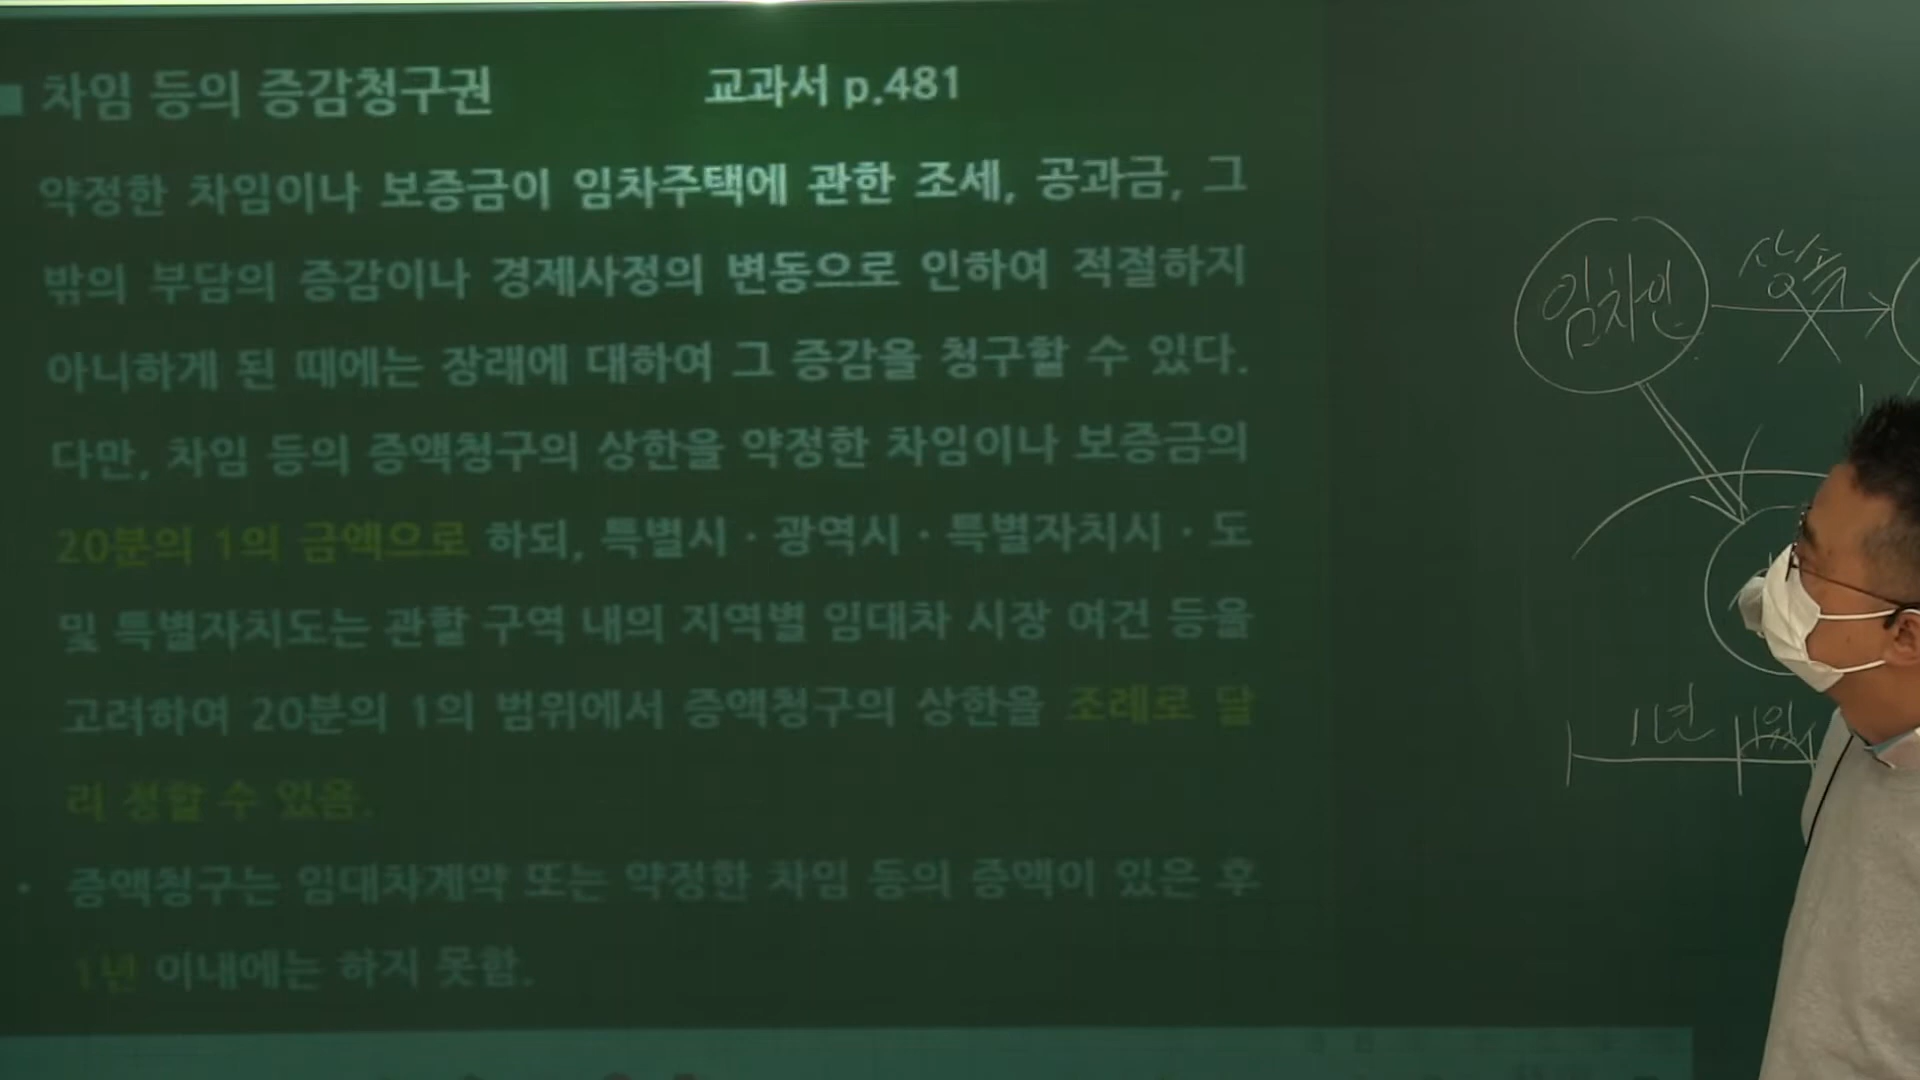 ■ 차임 등의 증감청구권 교과서 p.481
약정한 차임이나 보증금이 임차주택에 관한 조세, 공과금, 그
밖의 부담의 증감이나 경제사정의 변동으로 인하여 적절하지
아니하게 된 때에는 장래에 대하여 그 증감을 청구할 수 있다.
다만, 차임 등의 증액청구의 상한을 약정한 차임이나 보증금의
20분의 1의 금액으로 하되, 특별시·광역시·특별자치시·도
및 특별자치도는 관할 구역 내의 지역별 임대차 시장 여건 등을
고려하여 20분의 1의 범위에서 증액청구의 상한을 조례로 달
리 정할 수 있음.
• 증액청구는 임대차계약 또는 약정한 차임 등의 증액이 있은 후
1년 이내에는 하지 못함.
임차인
상속
1년
1월